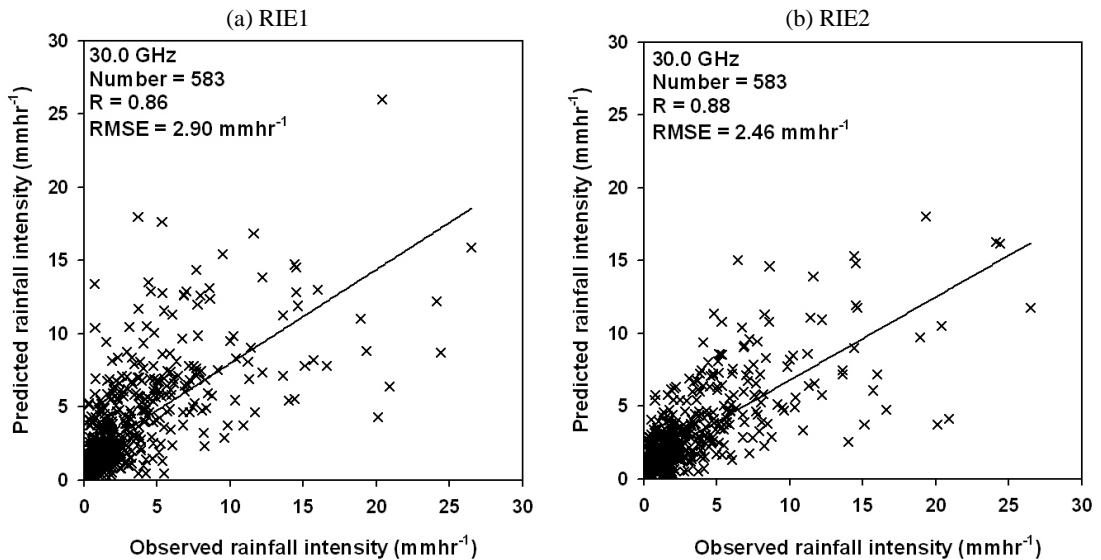 (a) RIE1
30.0 GHz
Number = 583
R = 0.86
RMSE = 2.90 mmhr⁻¹
Predicted rainfall intensity (mmhr⁻¹)
30
25
20
15
10
5
0
0 5 10 15 20 25 30
Observed rainfall intensity (mmhr⁻¹)
(b) RIE2
30.0 GHz
Number = 583
R = 0.88
RMSE = 2.46 mmhr⁻¹
Predicted rainfall intensity (mmhr⁻¹)
30
25
20
15
10
5
0
0 5 10 15 20 25 30
Observed rainfall intensity (mmhr⁻¹)